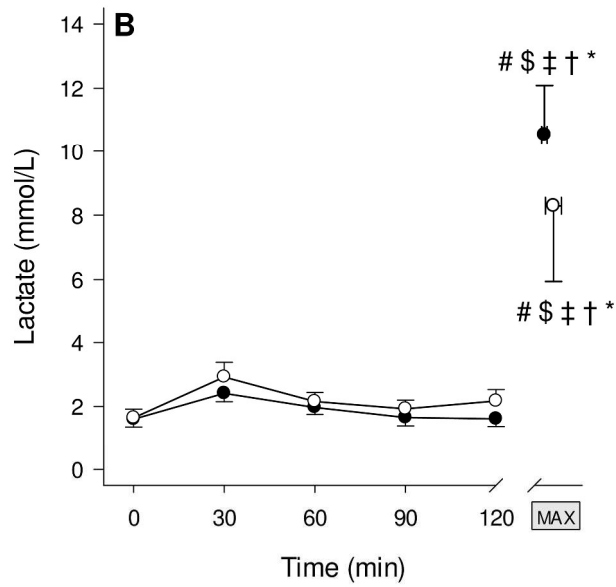 B
14
12
10
8
6
4
2
0
Lactate (mmol/L)
# $ ‡ † *
# $ ‡ † *
0 30 60 90 120 MAX
Time (min)